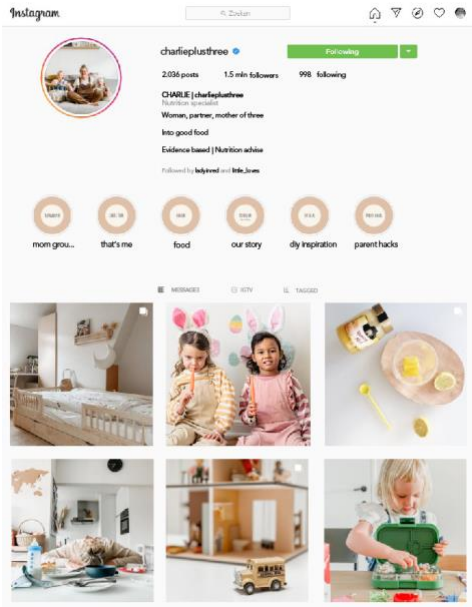 Instagram
Zoeken
charlieplusthree
Following
2.036 posts 1.5 mln followers 998 following
CHARLIE | charlieplusthree
Nutrition specialist
Woman, partner, mother of three
Into good food
Evidence based | Nutrition advise
Followed by ladyinred and little_loves
mom grou... that's me food our story diy inspiration parent hacks
MESSAGES IGTV TAGGED